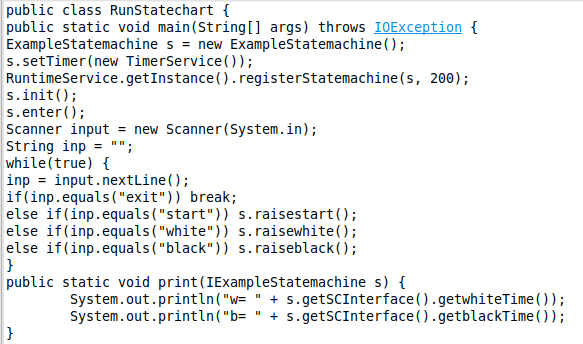 public class RunStatechart {
public static void main(String[] args) throws IOException {
ExampleStatemachine s = new ExampleStatemachine();
s.setTimer(new TimerService());
RuntimeService.getInstance().registerStatemachine(s, 200);
s.init();
s.enter();
Scanner input = new Scanner(System.in);
String inp = "";
while(true) {
inp = input.nextLine();
if(inp.equals("exit")) break;
else if(inp.equals("start")) s.raisestart();
else if(inp.equals("white")) s.raisewhite();
else if(inp.equals("black")) s.raiseblack();
}
public static void print(IExampleStatemachine s) {
        System.out.println("w= " + s.getSCInterface().getwhiteTime());
        System.out.println("b= " + s.getSCInterface().getblackTime());
}